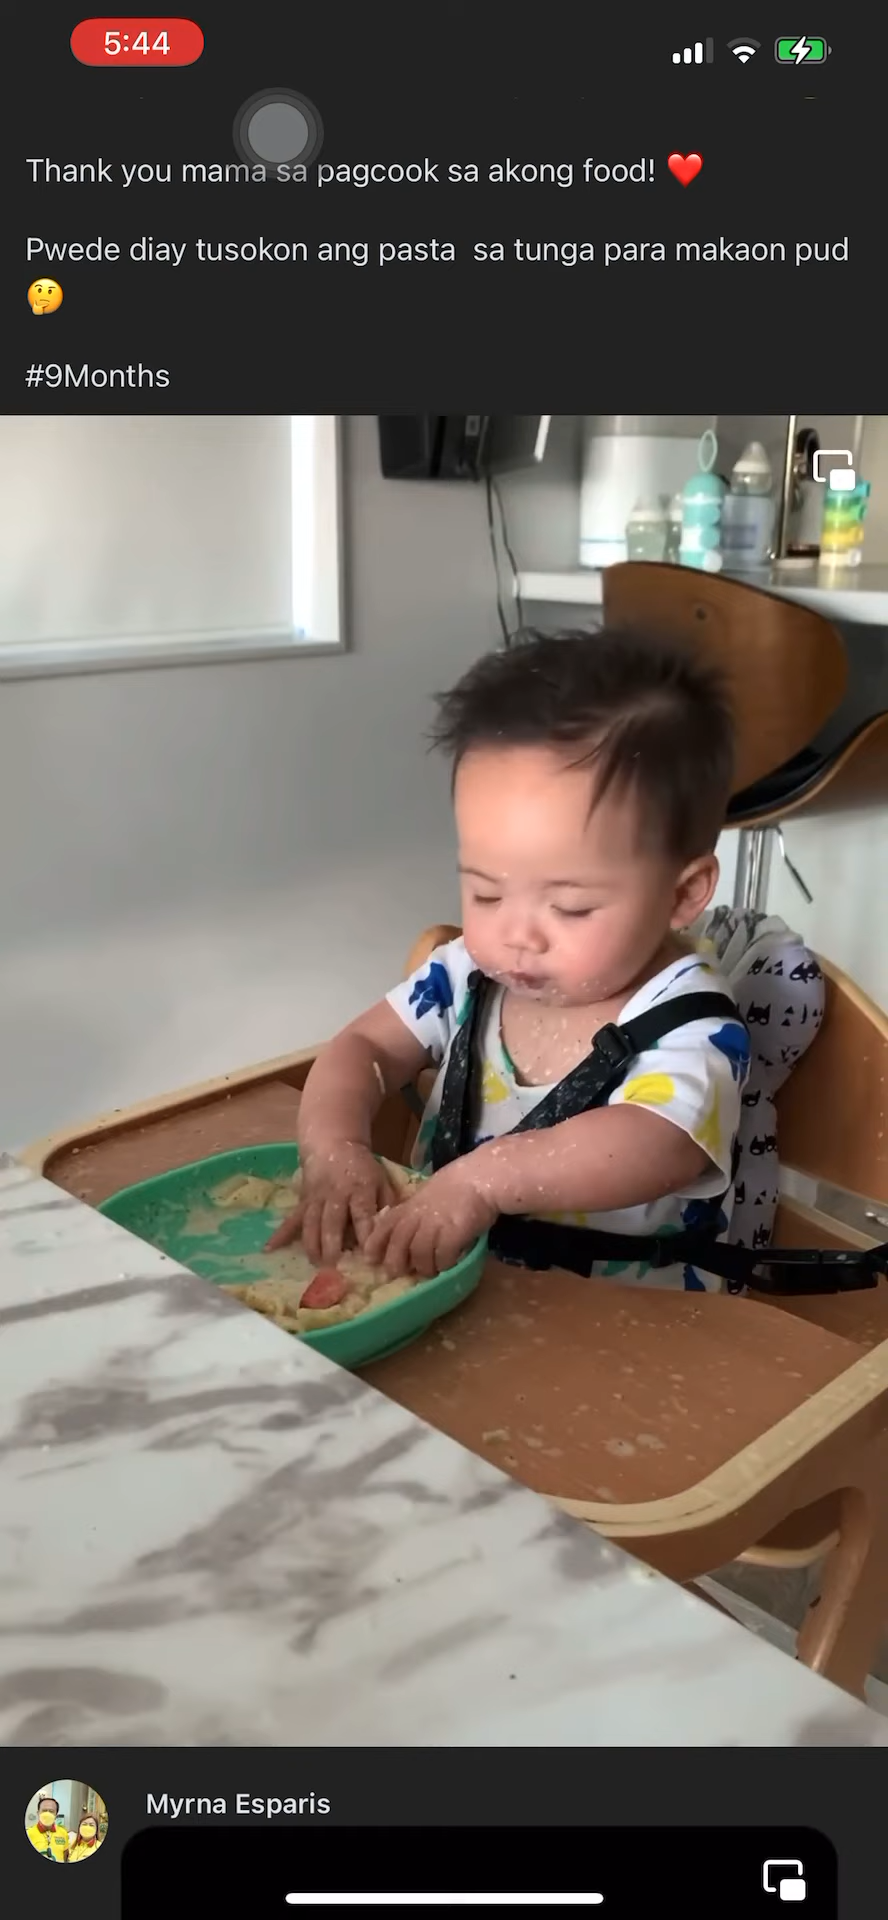 5:44
Thank you mama sa pagcook sa akong food! ❤️
Pwede diay tusokon ang pasta  sa tunga para makaon pud
🤔
#9Months
Myrna Esparis